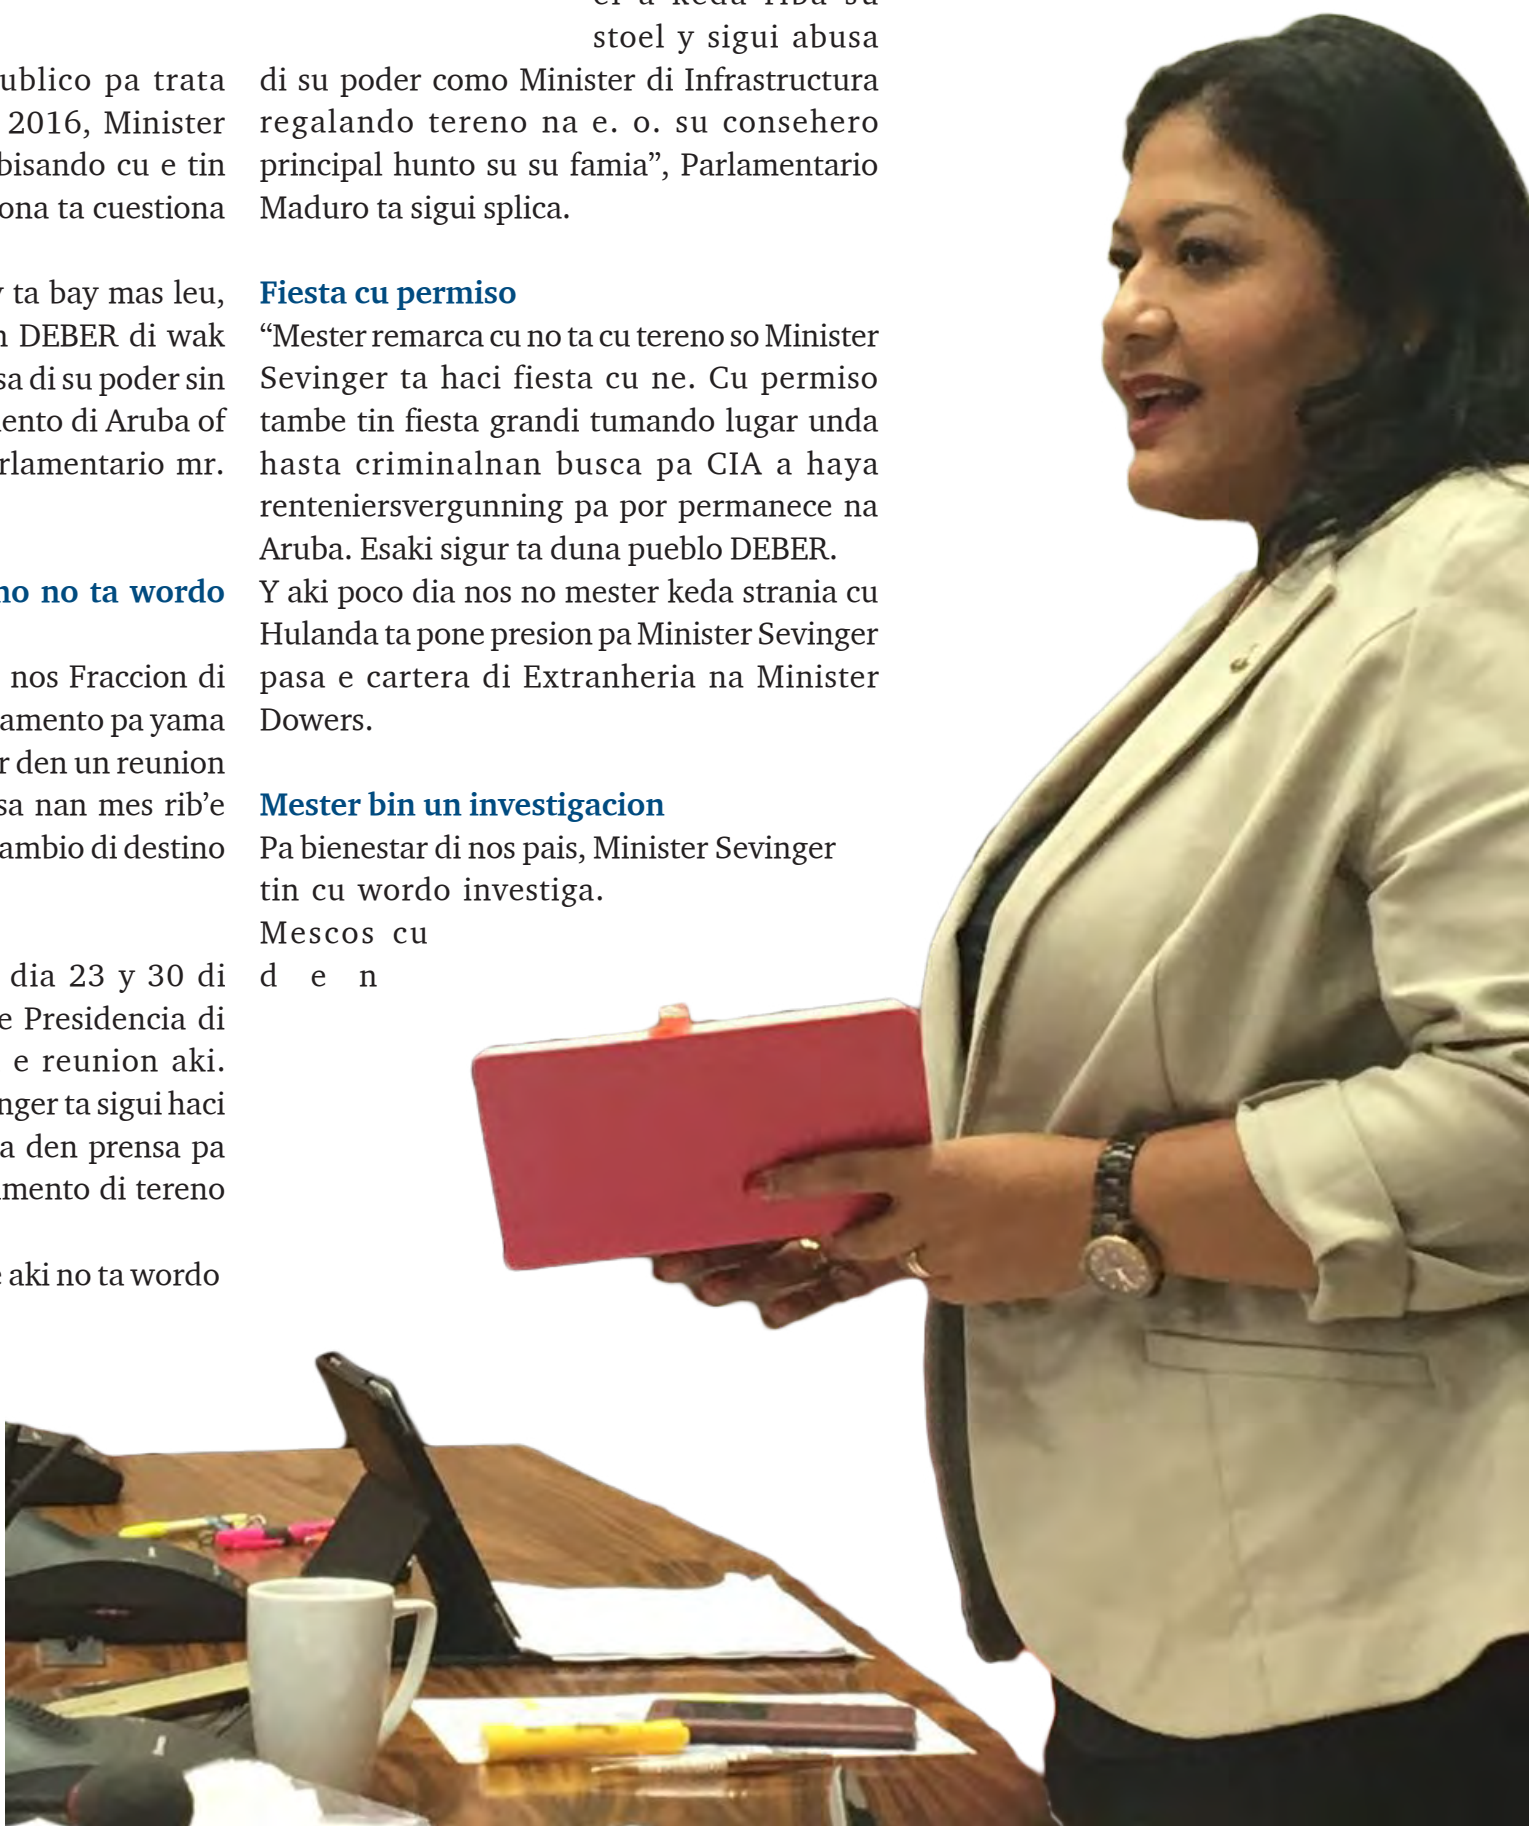 publico pa trata
2016, Minister
bisando cu e tin
ona ta cuestiona
y ta bay mas leu,
n DEBER di wak
sa di su poder sin
ento di Aruba of
rlamentario mr.
no no ta wordo
nos Fraccion di
amento pa yama
r den un reunion
sa nan mes rib’e
ambio di destino
dia 23 y 30 di
e Presidencia di
e reunion aki.
nger ta sigui haci
a den prensa pa
mento di tereno
e aki no ta wordo
el a keda riba su
stoel y sigui abusa
di su poder como Minister di Infrastructura
regalando tereno na e. o. su consehero
principal hunto su su famia”, Parlamentario
Maduro ta sigui splica.
Fiesta cu permiso
“Mester remarca cu no ta cu tereno so Minister
Sevinger ta haci fiesta cu ne. Cu permiso
tambe tin fiesta grandi tumando lugar unda
hasta criminalnan busca pa CIA a haya
renteniersvergunning pa por permanece na
Aruba. Esaki sigur ta duna pueblo DEBER.
Y aki poco dia nos no mester keda strania cu
Hulanda ta pone presion pa Minister Sevinger
pasa e cartera di Extranheria na Minister
Dowers.
Mester bin un investigacion
Pa bienestar di nos pais, Minister Sevinger
tin cu wordo investiga.
Mescos cu
d e n